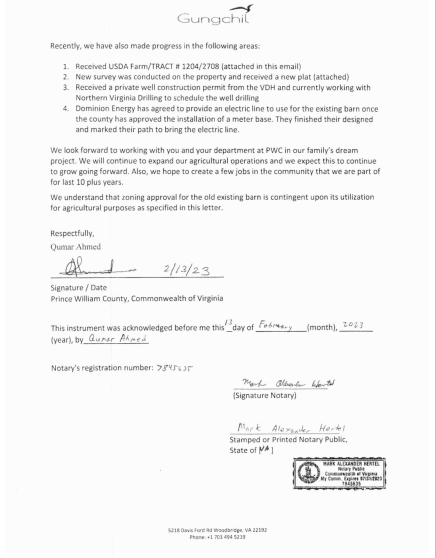 Gungchil
Recently, we have also made progress in the following areas:
1. Received USDA Farm/TRACT # 1204/2708 (attached in this email)
2. New survey was conducted on the property and received a new plat (attached)
3. Received a private well construction permit from the VDH and currently working with
Northern Virginia Drilling to schedule the well drilling
4. Dominion Energy has agreed to provide an electric line to use for the existing barn once
the county has approved the installation of a meter base. They finished their designed
and marked their path to bring the electric line.
We look forward to working with you and your department at PWC in our family's dream
project. We will continue to expand our agricultural operations and we expect this to continue
to grow going forward. Also, we hope to create a few jobs in the community that we are part of
for last 10 plus years.
We understand that zoning approval for the old existing barn is contingent upon its utilization
for agricultural purposes as specified in this letter.
Respectfully,
Qumar Ahmed
2/13/23
Signature / Date
Prince William County, Commonwealth of Virginia
This instrument was acknowledged before me this 13 day of February (month), 2023
(year), by Qumar Ahmed
Notary's registration number: 7845635
Mark Alexander Hertel
(Signature Notary)
Mark Alexander Hertel
Stamped or Printed Notary Public,
State of VA ]
MARK ALEXANDER HERTEL
Notary Public
Commonwealth of Virginia
My Comm. Expires 07/31/2023
7845635
5218 Davis Ford Rd Woodbridge, VA 22192
Phone: +1 703 494 5239